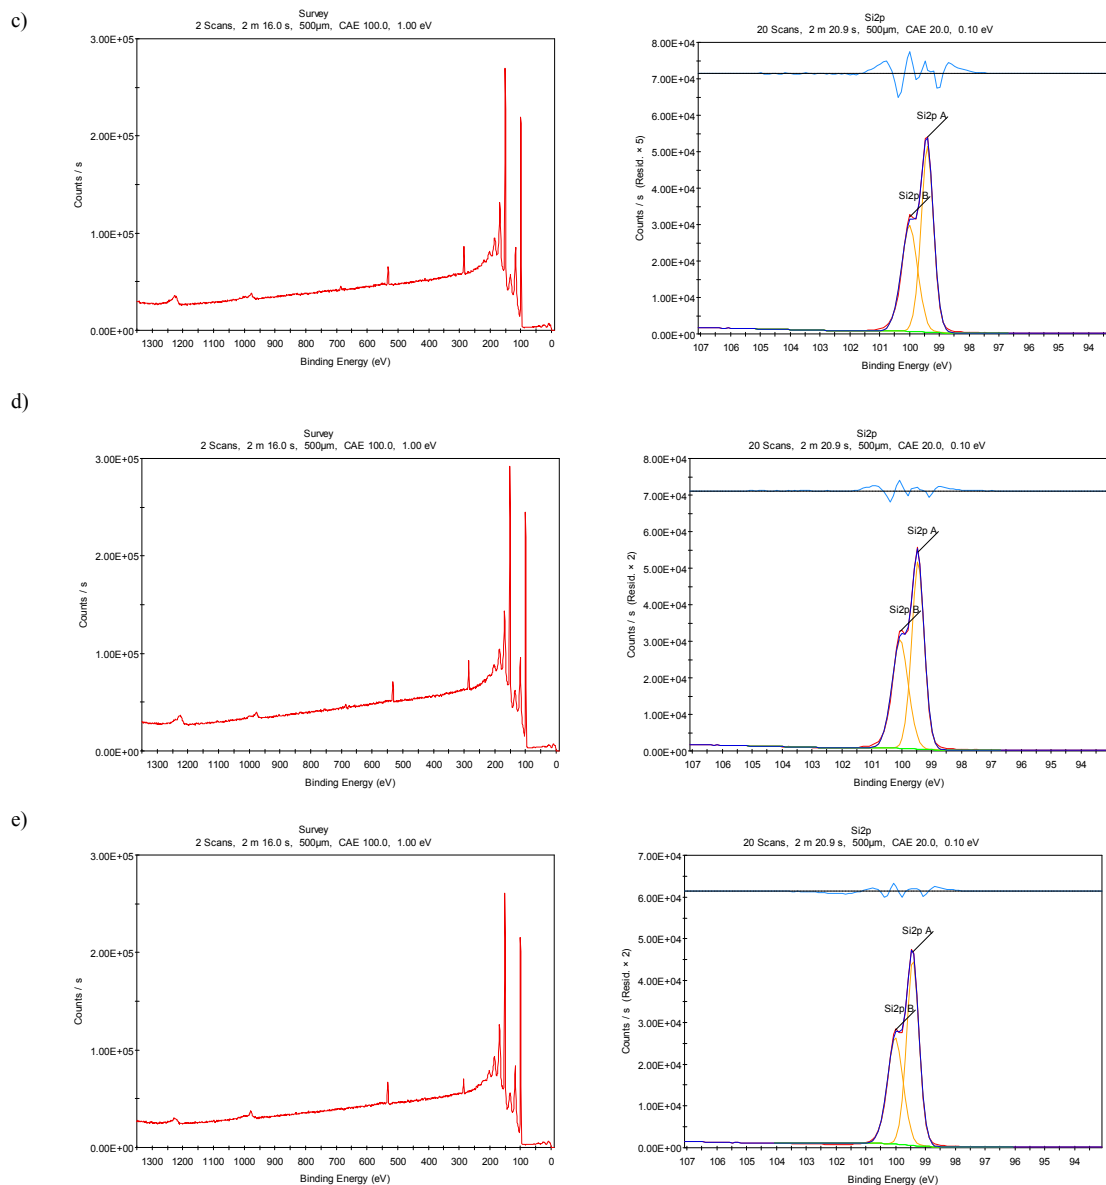 c)
Survey
2 Scans, 2 m 16.0 s, 500µm, CAE 100.0, 1.00 eV
3.00E+05
2.00E+05
1.00E+05
0.00E+00
Counts / s
1300 1200 1100 1000 900 800 700 600 500 400 300 200 100 0
Binding Energy (eV)
Si2p
20 Scans, 2 m 20.9 s, 500µm, CAE 20.0, 0.10 eV
8.00E+04
7.00E+04
6.00E+04
5.00E+04
4.00E+04
3.00E+04
2.00E+04
1.00E+04
0.00E+00
Counts / s (Resid. × 5)
Si2p A
Si2p B
107 106 105 104 103 102 101 100 99 98 97 96 95 94
Binding Energy (eV)
d)
Survey
2 Scans, 2 m 16.0 s, 500µm, CAE 100.0, 1.00 eV
3.00E+05
2.00E+05
1.00E+05
0.00E+00
Counts / s
1300 1200 1100 1000 900 800 700 600 500 400 300 200 100 0
Binding Energy (eV)
Si2p
20 Scans, 2 m 20.9 s, 500µm, CAE 20.0, 0.10 eV
8.00E+04
7.00E+04
6.00E+04
5.00E+04
4.00E+04
3.00E+04
2.00E+04
1.00E+04
0.00E+00
Counts / s (Resid. × 2)
Si2p A
Si2p B
107 106 105 104 103 102 101 100 99 98 97 96 95 94
Binding Energy (eV)
e)
Survey
2 Scans, 2 m 16.0 s, 500µm, CAE 100.0, 1.00 eV
3.00E+05
2.00E+05
1.00E+05
0.00E+00
Counts / s
1300 1200 1100 1000 900 800 700 600 500 400 300 200 100 0
Binding Energy (eV)
Si2p
20 Scans, 2 m 20.9 s, 500µm, CAE 20.0, 0.10 eV
7.00E+04
6.00E+04
5.00E+04
4.00E+04
3.00E+04
2.00E+04
1.00E+04
0.00E+00
Counts / s (Resid. × 2)
Si2p A
Si2p B
107 106 105 104 103 102 101 100 99 98 97 96 95 94
Binding Energy (eV)